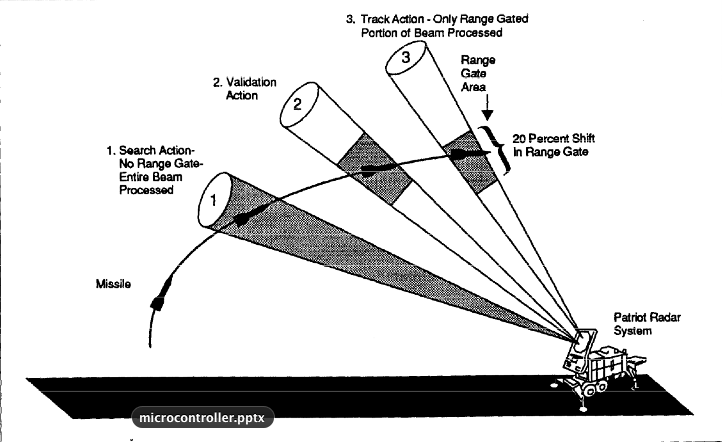 3. Track Action - Only Range Gated
Portion of Beam Processed
3
Range
Gate
Area
2. Validation
Action
2
20 Percent Shift
in Range Gate
1. Search Action-
No Range Gate-
Entire Beam
Processed
1
Missile
Patriot Radar
System
microcontroller.pptx